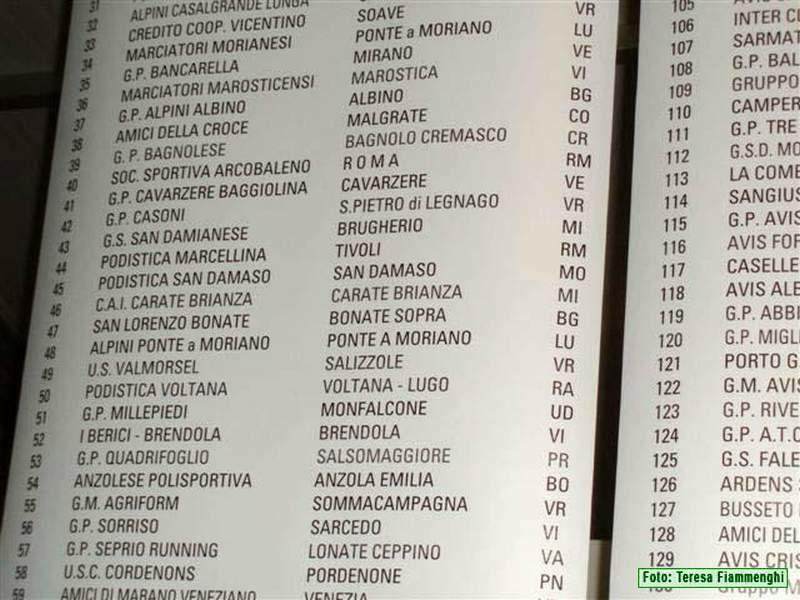 31
32 ALPINI CASALGRANDE LUNGA
33 CREDITO COOP. VICENTINO SOAVE VR
34 MARCIATORI MORIANESI PONTE a MORIANO LU
35 G.P. BANCARELLA MIRANO VE
36 MARCIATORI MAROSTICENSI MAROSTICA VI
37 G.P. ALPINI ALBINO ALBINO BG
38 AMICI DELLA CROCE MALGRATE CO
39 G. P. BAGNOLESE BAGNOLO CREMASCO CR
40 SOC. SPORTIVA ARCOBALENO R O M A RM
41 G.P. CAVARZERE BAGGIOLINA CAVARZERE VE
42 G.P. CASONI S.PIETRO di LEGNAGO VR
43 G.S. SAN DAMIANESE BRUGHERIO MI
44 PODISTICA MARCELLINA TIVOLI RM
45 PODISTICA SAN DAMASO SAN DAMASO MO
46 C.A.I. CARATE BRIANZA CARATE BRIANZA MI
47 SAN LORENZO BONATE BONATE SOPRA BG
48 ALPINI PONTE a MORIANO PONTE A MORIANO LU
49 U.S. VALMORSEL SALIZZOLE VR
50 PODISTICA VOLTANA VOLTANA - LUGO RA
51 G.P. MILLEPIEDI MONFALCONE UD
52 I BERICI - BRENDOLA BRENDOLA VI
53 G.P. QUADRIFOGLIO SALSOMAGGIORE PR
54 ANZOLESE POLISPORTIVA ANZOLA EMILIA BO
55 G.M. AGRIFORM SOMMACAMPAGNA VR
56 G.P. SORRISO SARCEDO VI
57 G.P. SEPRIO RUNNING LONATE CEPPINO VA
58 U.S.C. CORDENONS PORDENONE PN
59 AMICI DI MARANO VENEZIANO VENEZIA
105
106 INTER
107 SARMAT
108 G.P. BAL
109 GRUPPO
110 CAMPER
111 G.P. TRE
112 G.S.D. MO
113 LA COME
114 SANGIUS
115 G.P. AVIS
116 AVIS FOR
117 CASELLE
118 AVIS ALE
119 G.P. ABBI
120 G.P. MIGL
121 PORTO G
122 G.M. AVIS
123 G.P. RIVE
124 G.P. A.T.C
125 G.S. FALE
126 ARDENS
127 BUSSETO
128 AMICI DEL
129 AVIS CRIS
Foto: Teresa Fiammenghi